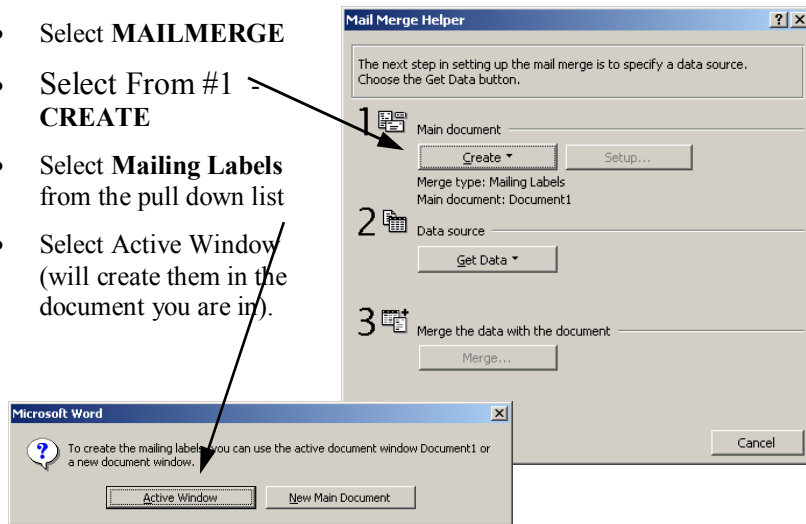 • Select MAILMERGE
• Select From #1 -
CREATE
• Select Mailing Labels
from the pull down list
• Select Active Window
(will create them in the
document you are in).
Mail Merge Helper
The next step in setting up the mail merge is to specify a data source.
Choose the Get Data button.
1
Main document
Create
Setup...
Merge type: Mailing Labels
Main document: Document1
2
Data source
Get Data
3
Merge the data with the document
Merge...
Cancel
Microsoft Word
To create the mailing labels, you can use the active document window Document1 or
a new document window.
Active Window
New Main Document